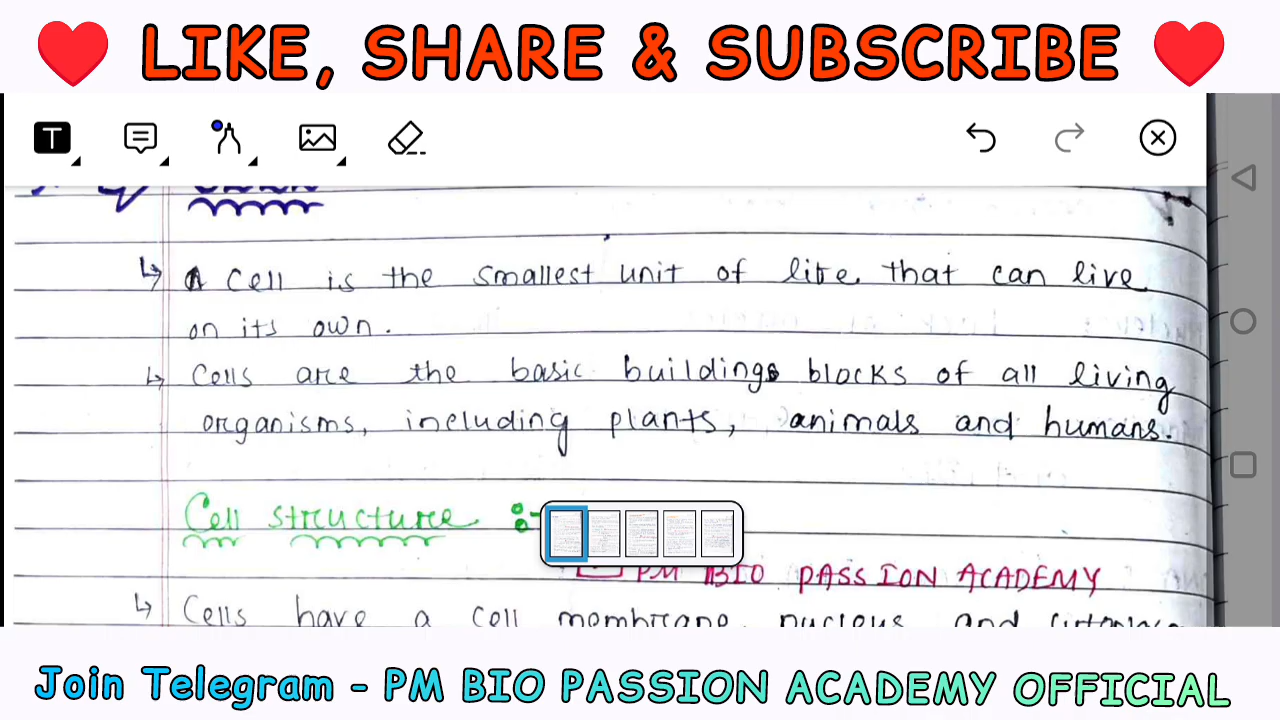 LIKE, SHARE & SUBSCRIBE
T
A Cell is the smallest unit of life that can live
on its own.
Cells are the basic buildings blocks of all living
organisms, including plants, animals and humans.
Cell structure :-
PM BIO PASSION ACADEMY
Cells have a cell membrane, nucleus and
Join Telegram - PM BIO PASSION ACADEMY OFFICIAL